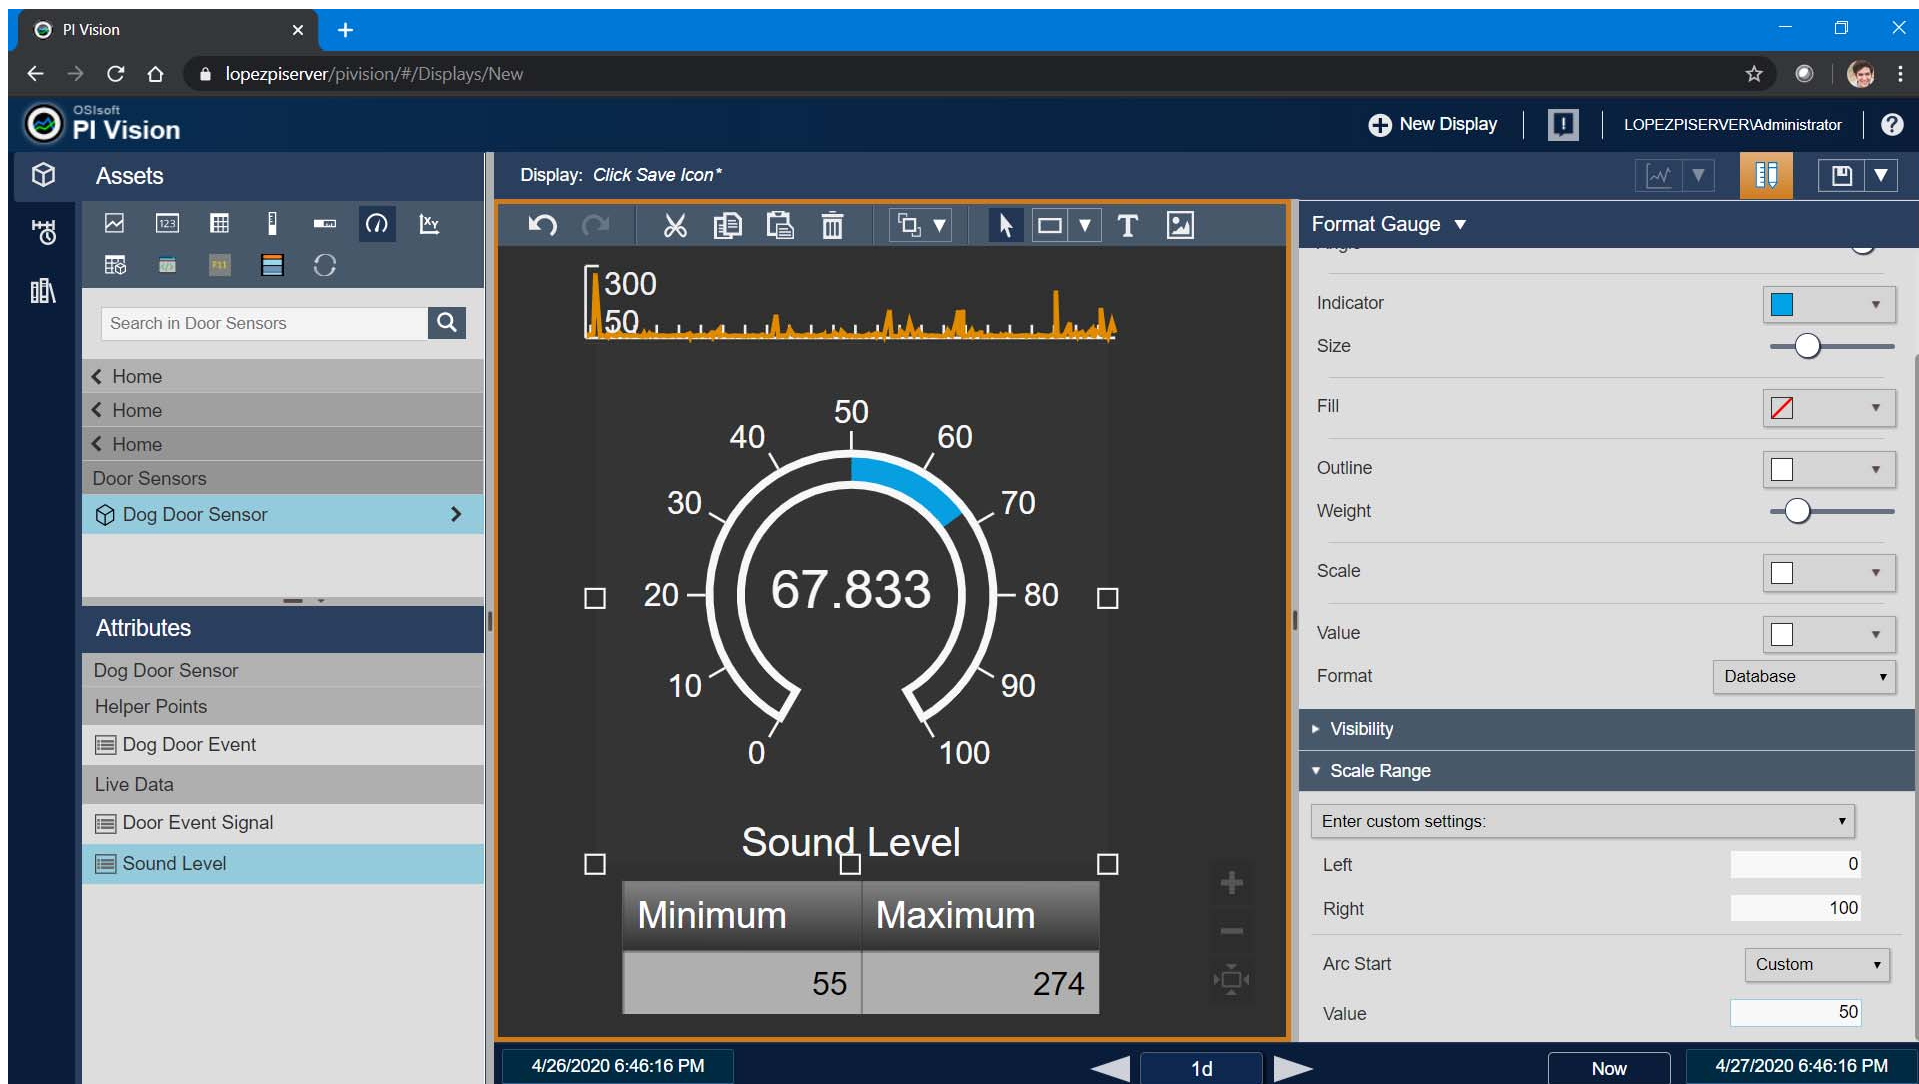 PI Vision
lopezpiserver/pivision/#/Displays/New
OSIsoft
PI Vision
New Display
LOPEZPISERVER\Administrator
Assets
Display: Click Save Icon*
Format Gauge
123
XY
F11
T
Angle
Search in Door Sensors
Home
Home
Home
Door Sensors
Dog Door Sensor
Attributes
Dog Door Sensor
Helper Points
Dog Door Event
Live Data
Door Event Signal
Sound Level
300
50
50
40
60
30
70
67.833
20
80
10
90
0
100
Sound Level
Minimum Maximum
55 274
Indicator
Size
Fill
Outline
Weight
Scale
Value
Format Database
Visibility
Scale Range
Enter custom settings:
Left 0
Right 100
Arc Start Custom
Value 50
4/26/2020 6:46:16 PM
1d
Now
4/27/2020 6:46:16 PM